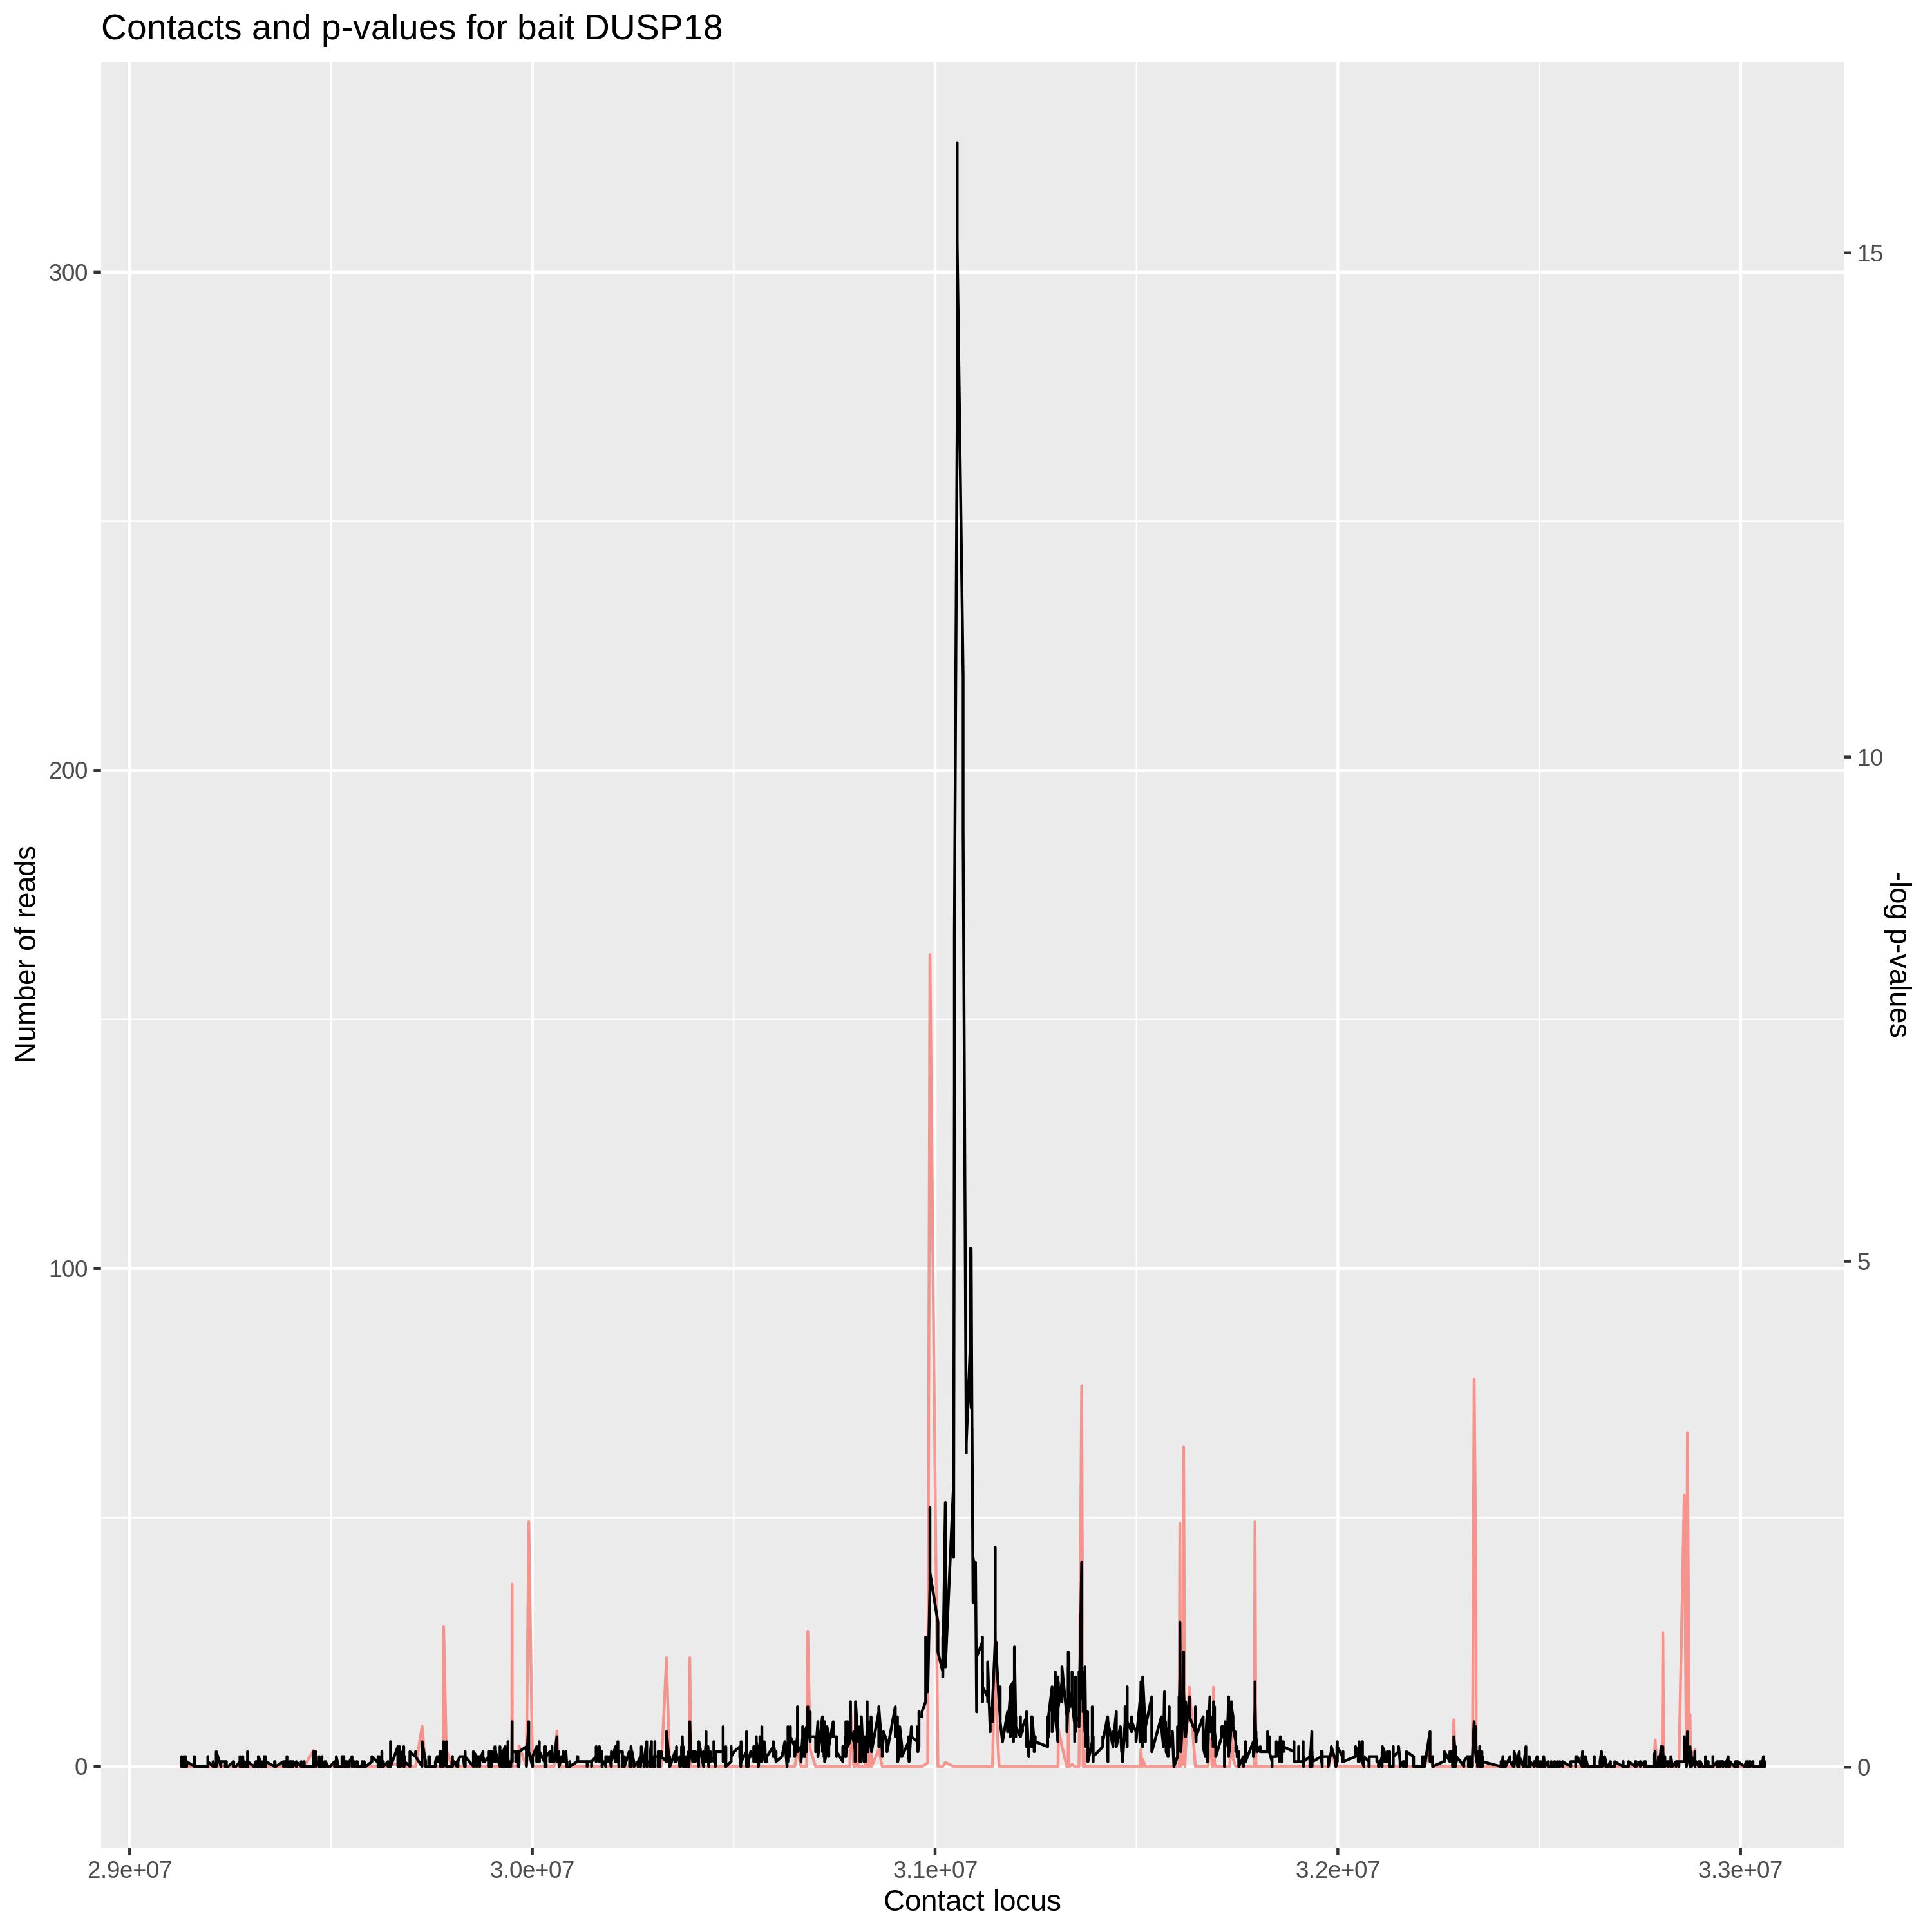 Contacts and p-values for bait DUSP18
Number of reads
300
200
100
0
15
10
5
0
-log p-values
2.9e+07
3.0e+07
3.1e+07
3.2e+07
3.3e+07
Contact locus